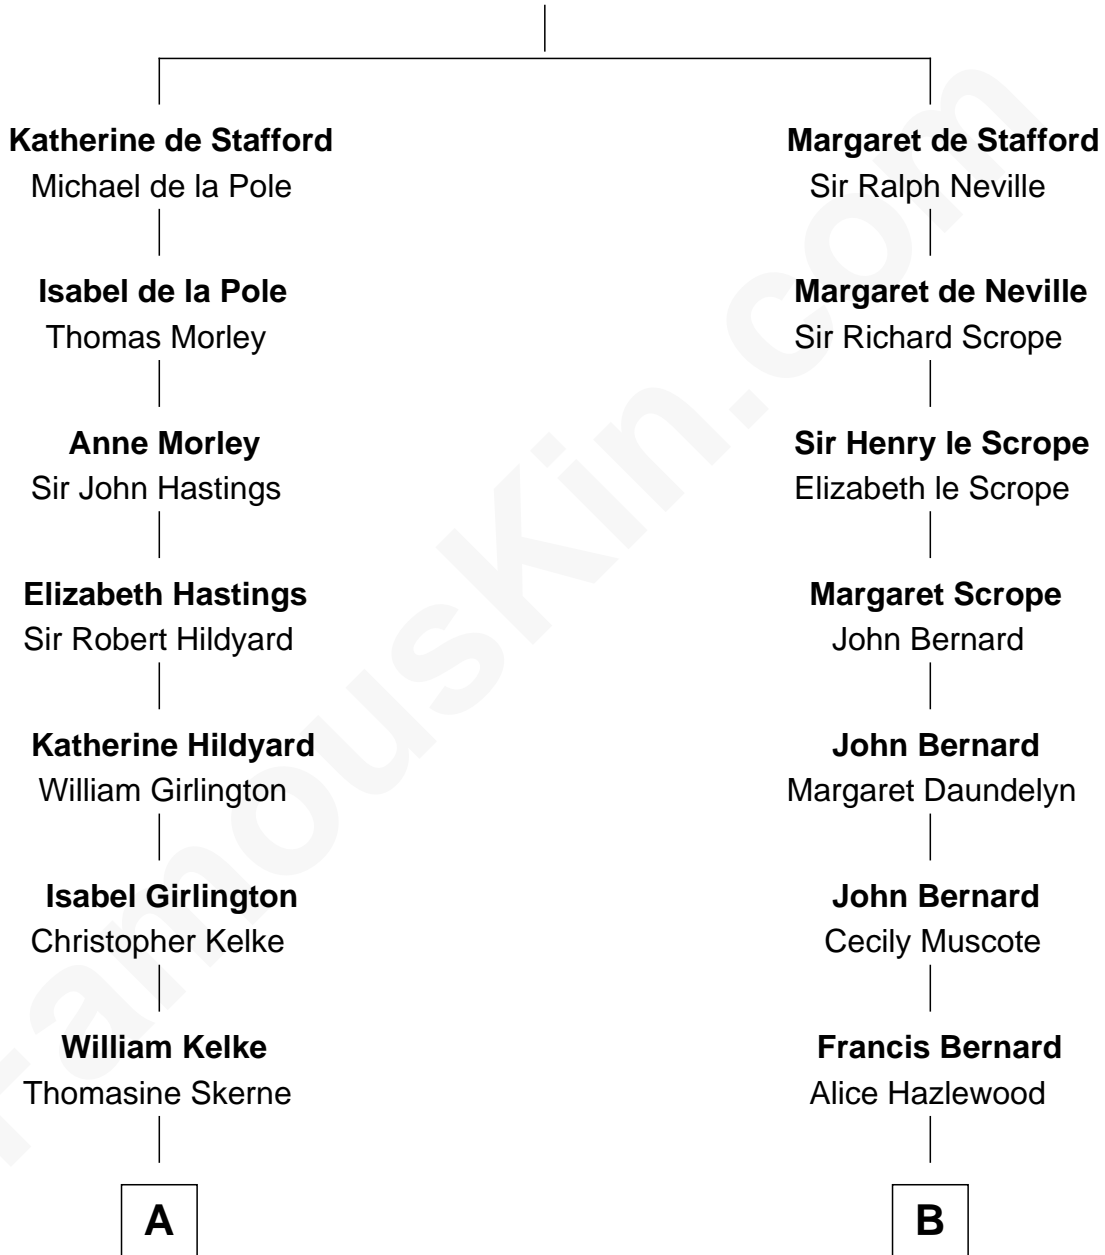 Katherine de Stafford
Michael de la Pole
Isabel de la Pole
Thomas Morley
Anne Morley
Sir John Hastings
Elizabeth Hastings
Sir Robert Hildyard
Katherine Hildyard
William Girlington
Isabel Girlington
Christopher Kelke
William Kelke
Thomasine Skerne
A
Margaret de Stafford
Sir Ralph Neville
Margaret de Neville
Sir Richard Scrope
Sir Henry le Scrope
Elizabeth le Scrope
Margaret Scrope
John Bernard
John Bernard
Margaret Daundelyn
John Bernard
Cecily Muscote
Francis Bernard
Alice Hazlewood
B
FamousKin.com